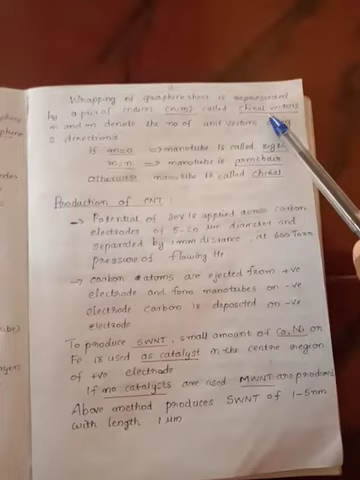 Wrapping of graphene sheet is represented
by a pair of indices (n,m) called chiral vectors
n and m denote the no of unit vectors along
2 directions
If m=0 => nanotube is called zigzag
m=n => nanotube is armchair
Otherwise nanotube is called chiral
Production of CNT :
→ Potential of 20V is applied across carbon
electrodes of 5-20 μm diameter and
separated by 1mm distance, at 600 Torr
pressure of flowing He
→ carbon atoms are ejected from +ve
electrode and form nanotubes on -ve
electrode carbon is deposited on -ve
electrode
To produce SWNT, small amount of Co, Ni or
Fe is used as catalyst in the centre region
of +ve electrode
If no catalysts are used MWNT are produced
Above method produces SWNT of 1-5nm
with length 1 μm